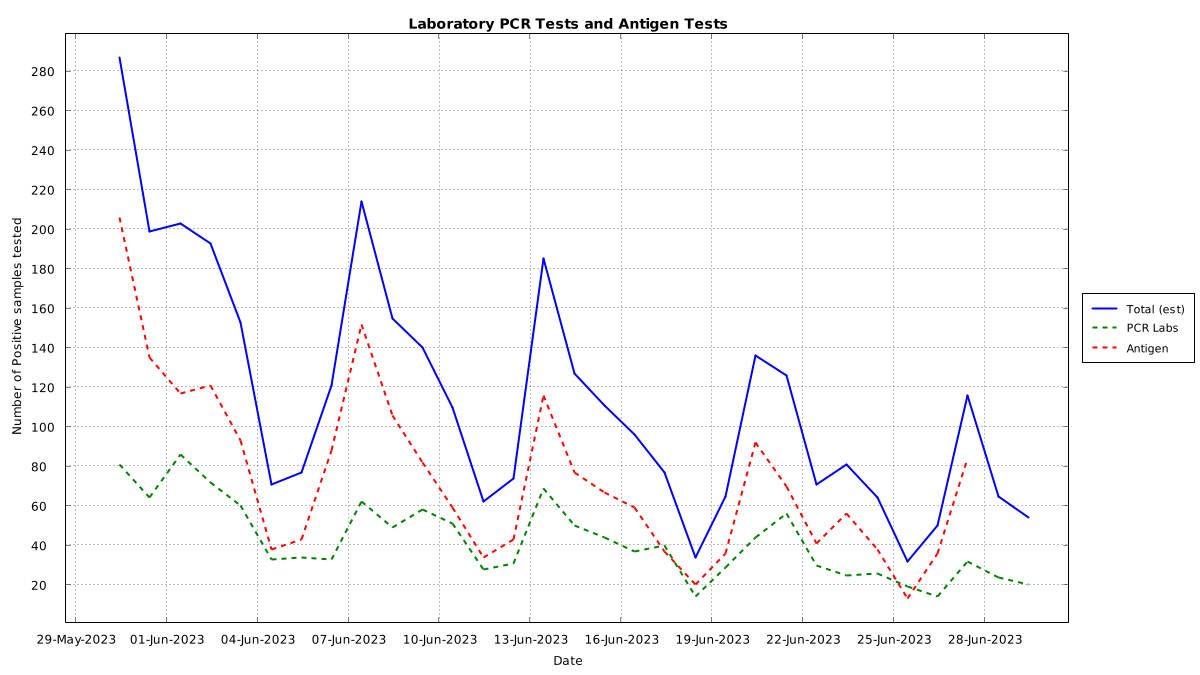 Laboratory PCR Tests and Antigen Tests
Number of Positive samples tested
280
260
240
220
200
180
160
140
120
100
80
60
40
20
29-May-2023 01-Jun-2023 04-Jun-2023 07-Jun-2023 10-Jun-2023 13-Jun-2023 16-Jun-2023 19-Jun-2023 22-Jun-2023 25-Jun-2023 28-Jun-2023
Date
Total (est)
PCR Labs
Antigen